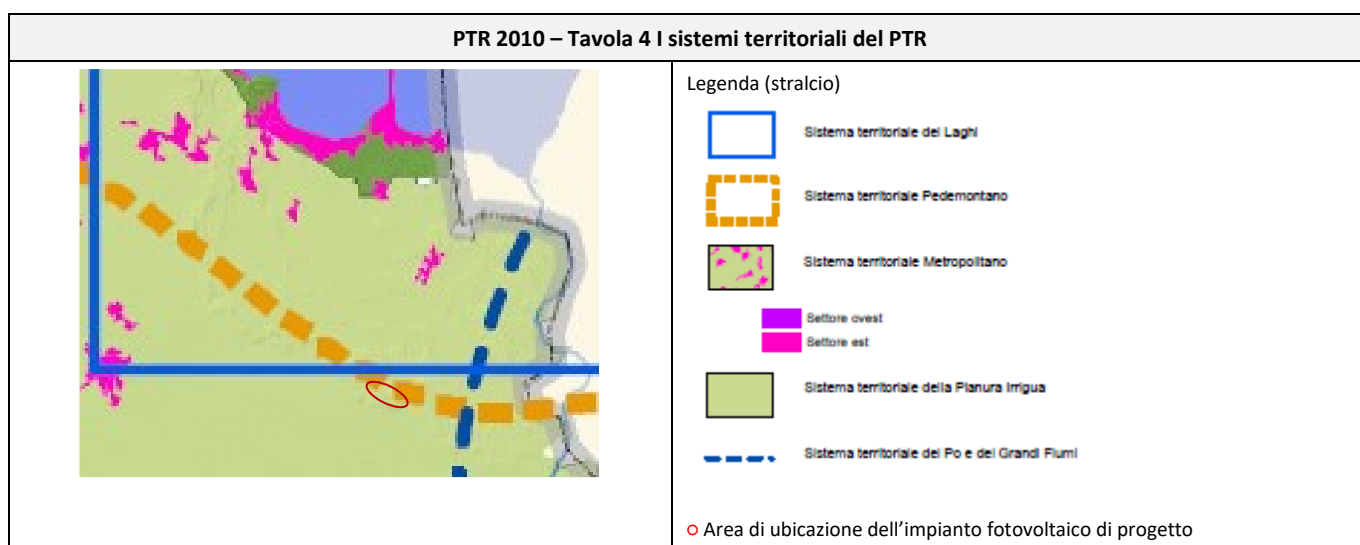 PTR 2010 – Tavola 4 I sistemi territoriali del PTR
Legenda (stralcio)
Sistema territoriale dei Laghi
Sistema territoriale Pedemontano
Sistema territoriale Metropolitano
Settore ovest
Settore est
Sistema territoriale della Pianura Irrigua
Sistema territoriale del Po e dei Grandi Fiumi
Area di ubicazione dell’impianto fotovoltaico di progetto